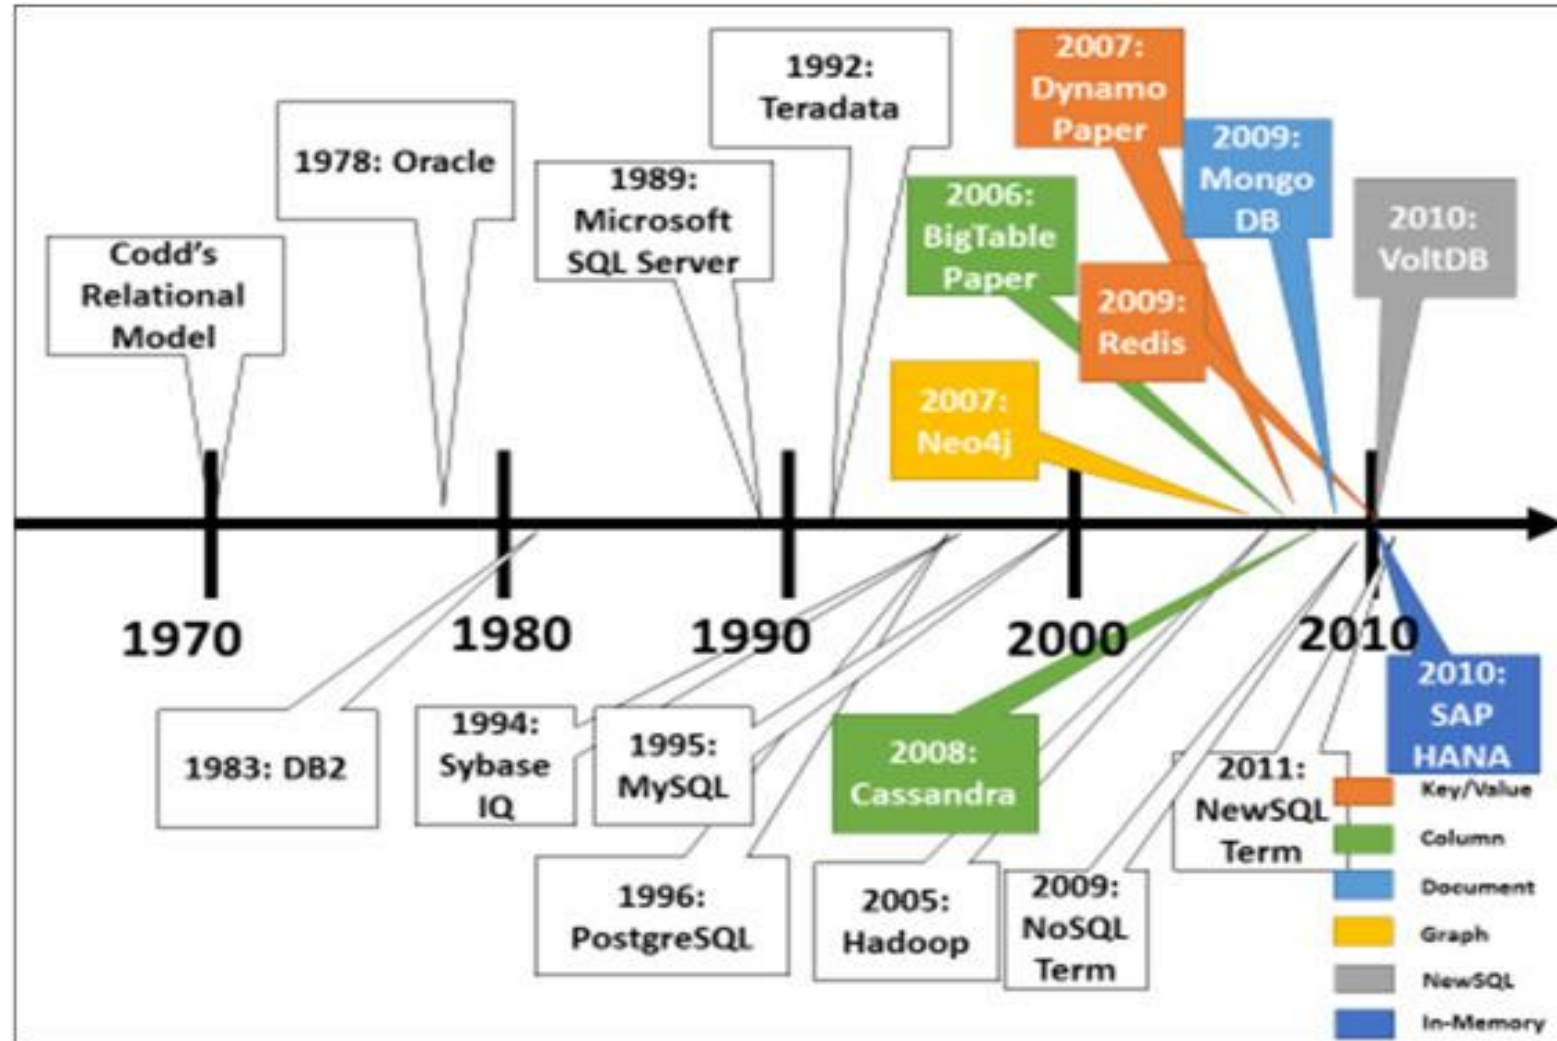 Codd's
Relational
Model
1978: Oracle
1989:
Microsoft
SQL Server
1992:
Teradata
2006:
BigTable
Paper
2007:
Dynamo
Paper
2009:
Mongo
DB
2009:
Redis
2007:
Neo4j
2010:
VoltDB
1970
1980
1990
2000
2010
1983: DB2
1994:
Sybase
IQ
1995:
MySQL
1996:
PostgreSQL
2008:
Cassandra
2005:
Hadoop
2009:
NoSQL
Term
2011:
NewSQL
Term
2010:
SAP
HANA
Key/Value
Column
Document
Graph
NewSQL
In-Memory